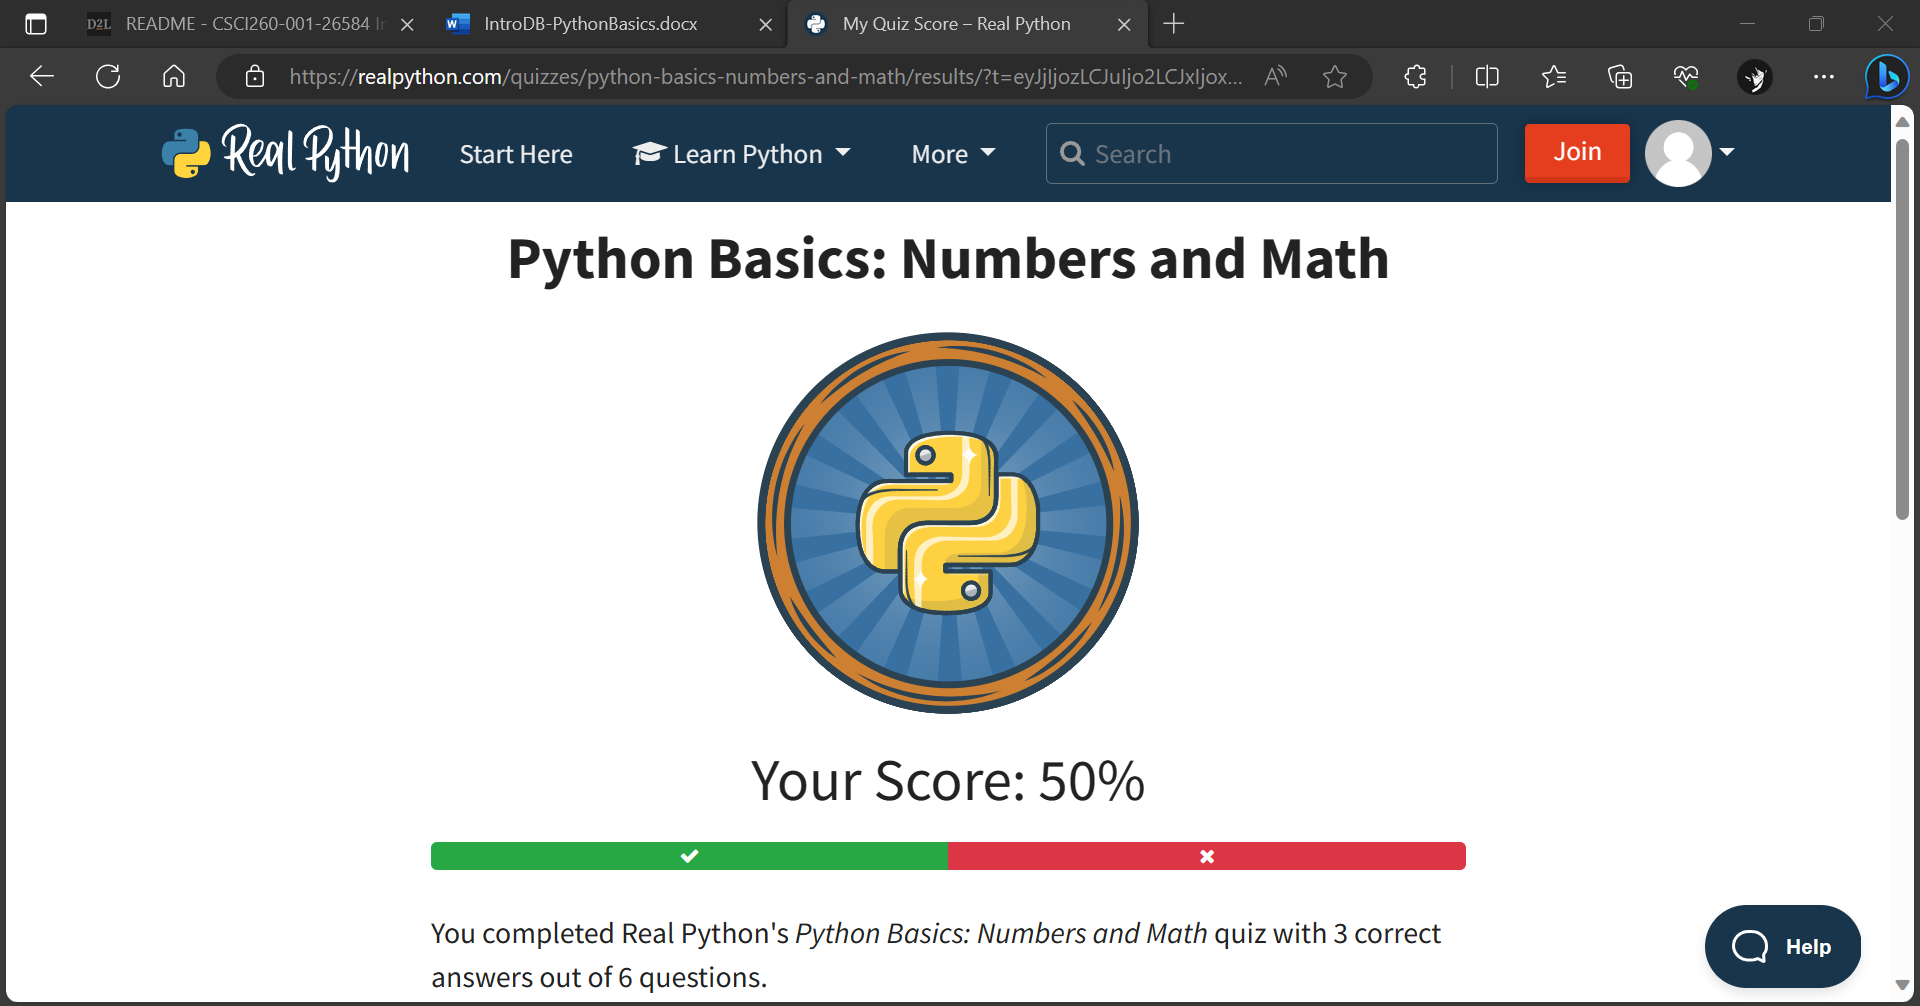 D2L README - CSCI260-001-26584 In
IntroDB-PythonBasics.docx
My Quiz Score – Real Python
https://realpython.com/quizzes/python-basics-numbers-and-math/results/?t=eyJjIjozLCJuIjo2LCJxIjox...
Real Python
Start Here
Learn Python
More
Search
Join
Python Basics: Numbers and Math
Your Score: 50%
You completed Real Python's Python Basics: Numbers and Math quiz with 3 correct
answers out of 6 questions.
Help